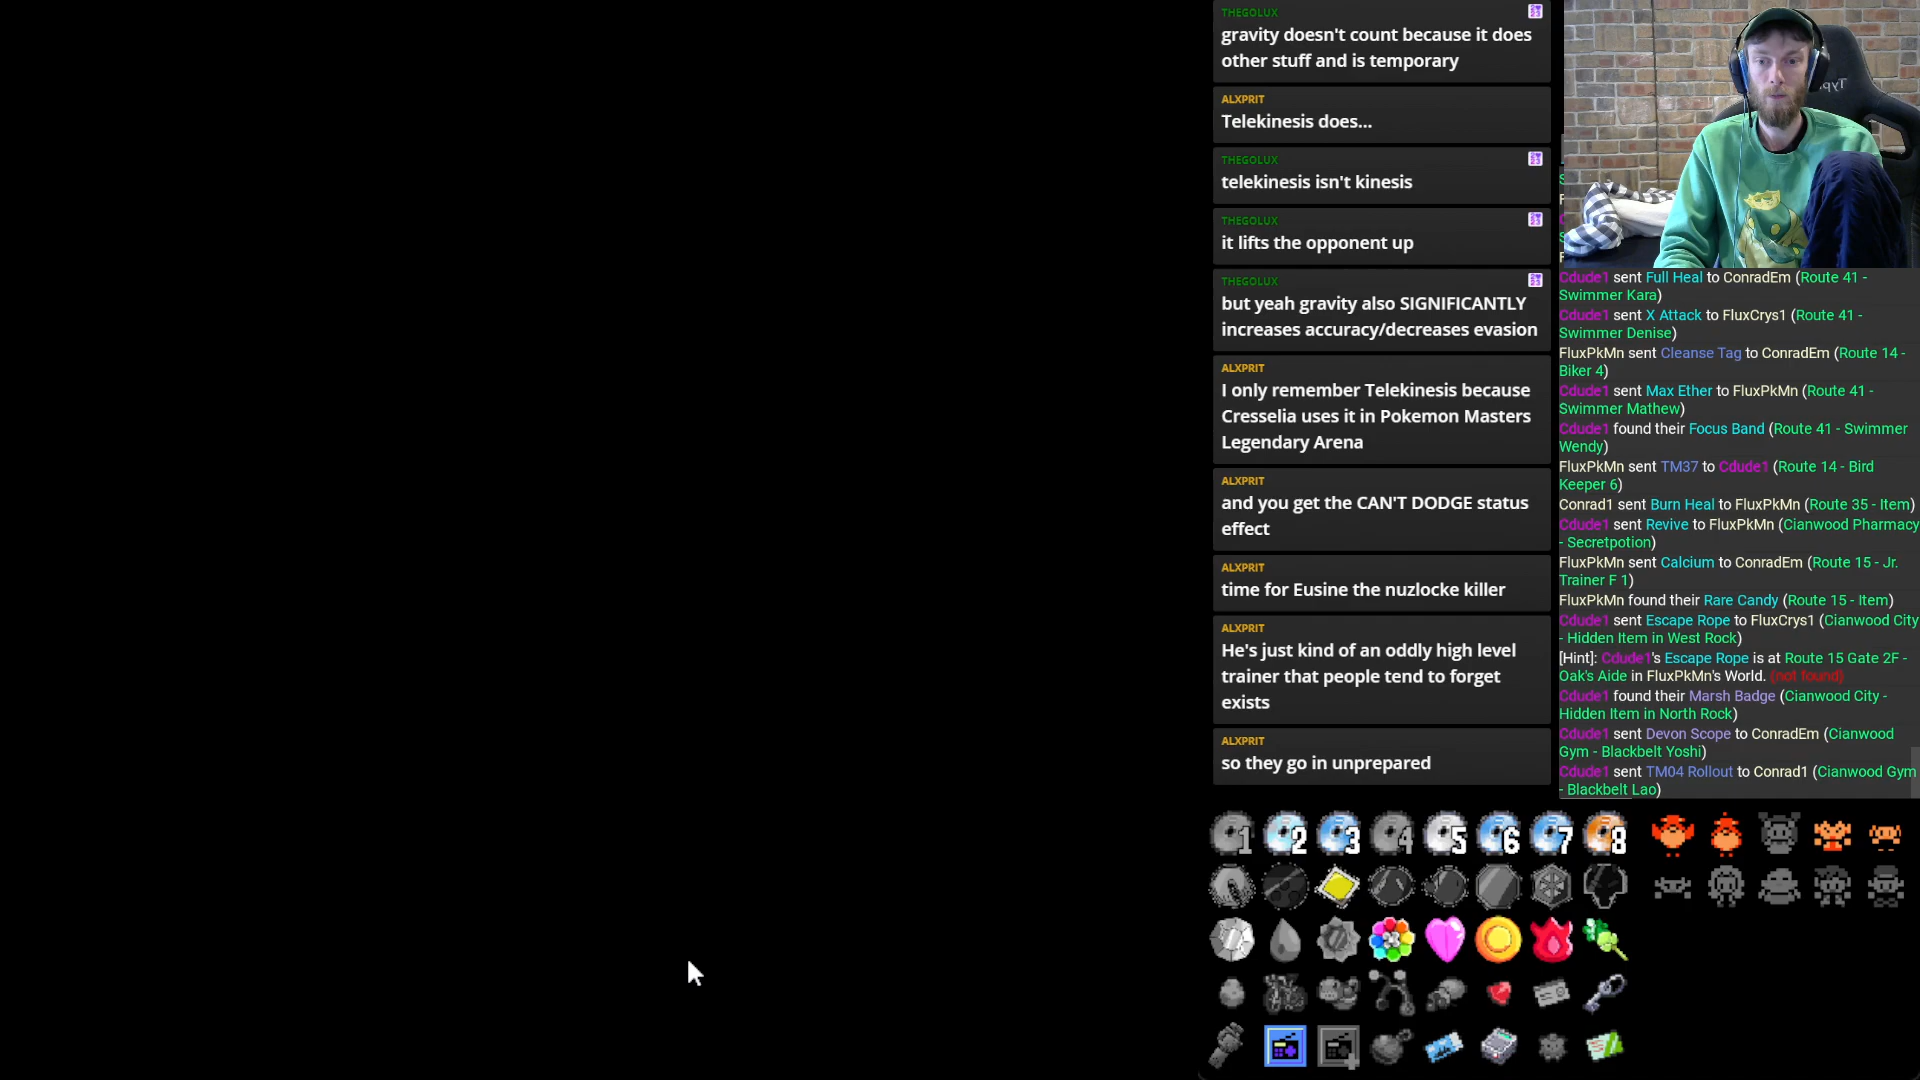 THEGOLUX
gravity doesn't count because it does
other stuff and is temporary
ALXPRIT
Telekinesis does...
THEGOLUX
telekinesis isn't kinesis
THEGOLUX
it lifts the opponent up
THEGOLUX
but yeah gravity also SIGNIFICANTLY
increases accuracy/decreases evasion
ALXPRIT
I only remember Telekinesis because
Cresselia uses it in Pokemon Masters
Legendary Arena
ALXPRIT
and you get the CAN'T DODGE status
effect
ALXPRIT
time for Eusine the nuzlocke killer
ALXPRIT
He's just kind of an oddly high level
trainer that people tend to forget
exists
ALXPRIT
so they go in unprepared
Cdude1 sent Full Heal to ConradEm (Route 41 -
Swimmer Kara)
Cdude1 sent X Attack to FluxCrys1 (Route 41 -
Swimmer Denise)
FluxPkMn sent Cleanse Tag to ConradEm (Route 14 -
Biker 4)
Cdude1 sent Max Ether to FluxPkMn (Route 41 -
Swimmer Mathew)
Cdude1 found their Focus Band (Route 41 - Swimmer
Wendy)
FluxPkMn sent TM37 to Cdude1 (Route 14 - Bird
Keeper 6)
Conrad1 sent Burn Heal to FluxPkMn (Route 35 - Item)
Cdude1 sent Revive to FluxPkMn (Cianwood Pharmacy
- Secretpotion)
FluxPkMn sent Calcium to ConradEm (Route 15 - Jr.
Trainer F 1)
FluxPkMn found their Rare Candy (Route 15 - Item)
Cdude1 sent Escape Rope to FluxCrys1 (Cianwood City
- Hidden Item in West Rock)
[Hint]: Cdude1's Escape Rope is at Route 15 Gate 2F -
Oak's Aide in FluxPkMn's World. (not found)
Cdude1 found their Marsh Badge (Cianwood City -
Hidden Item in North Rock)
Cdude1 sent Devon Scope to ConradEm (Cianwood
Gym - Blackbelt Yoshi)
Cdude1 sent TM04 Rollout to Conrad1 (Cianwood Gym
- Blackbelt Lao)
1 2 3 4 5 6 7 8